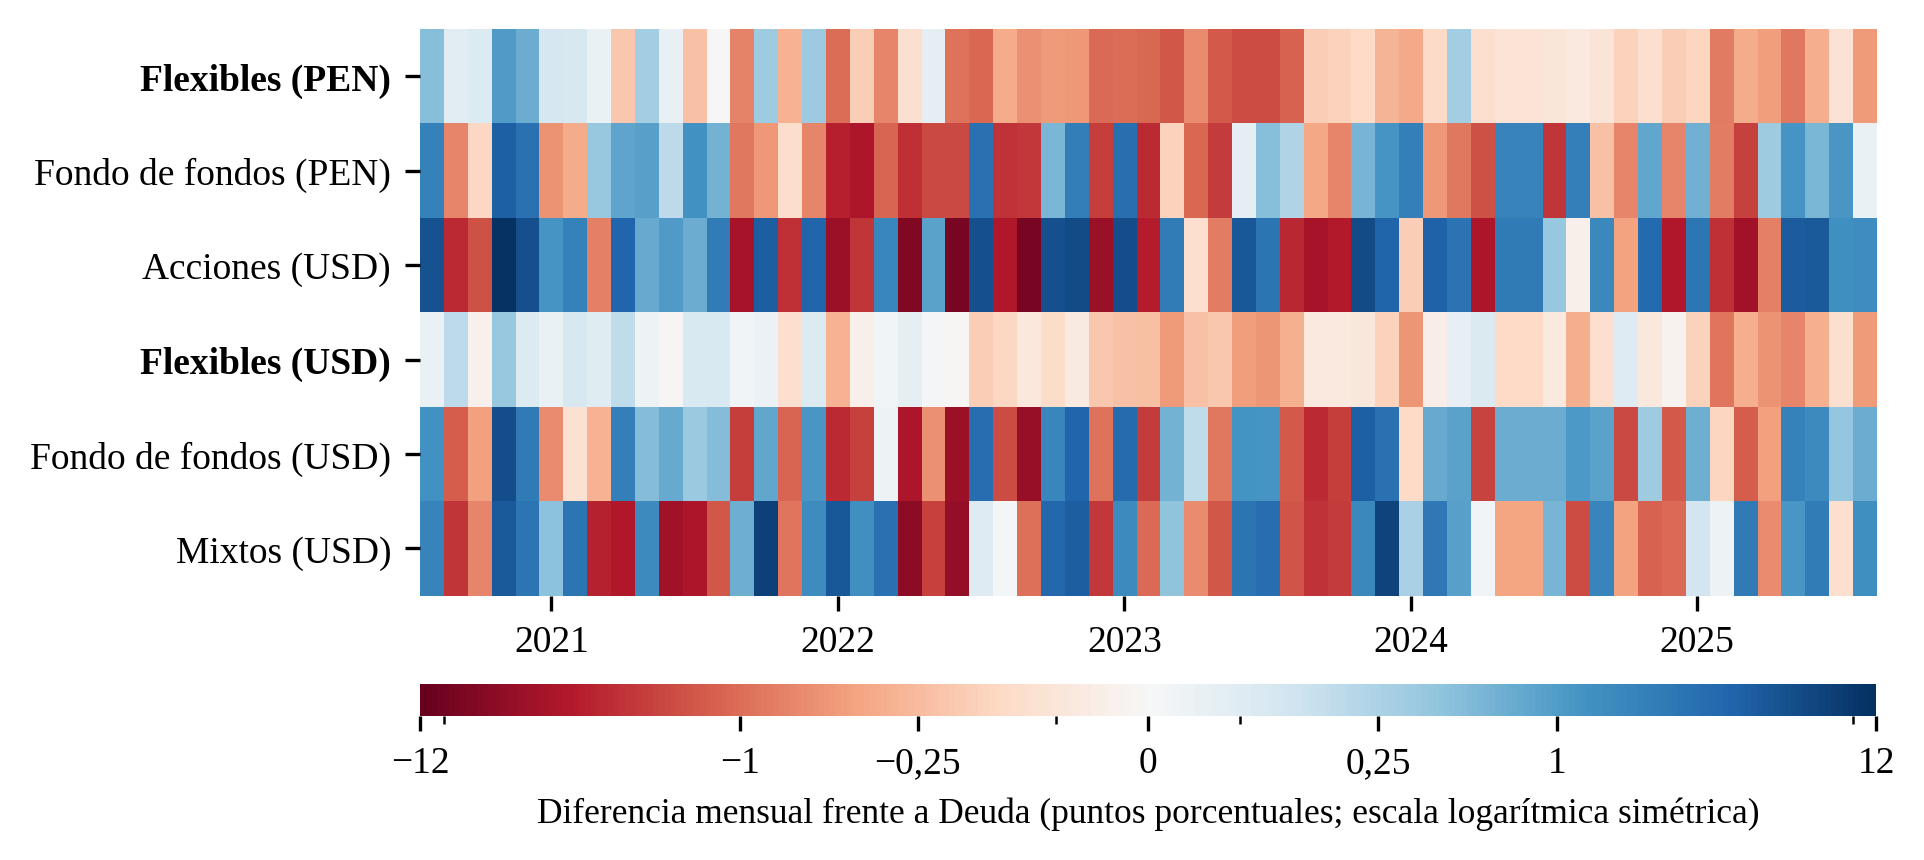 Flexibles (PEN)
Fondo de fondos (PEN)
Acciones (USD)
Flexibles (USD)
Fondo de fondos (USD)
Mixtos (USD)
2021 2022 2023 2024 2025
−12 −1 −0,25 0 0,25 1 12
Diferencia mensual frente a Deuda (puntos porcentuales; escala logarítmica simétrica)